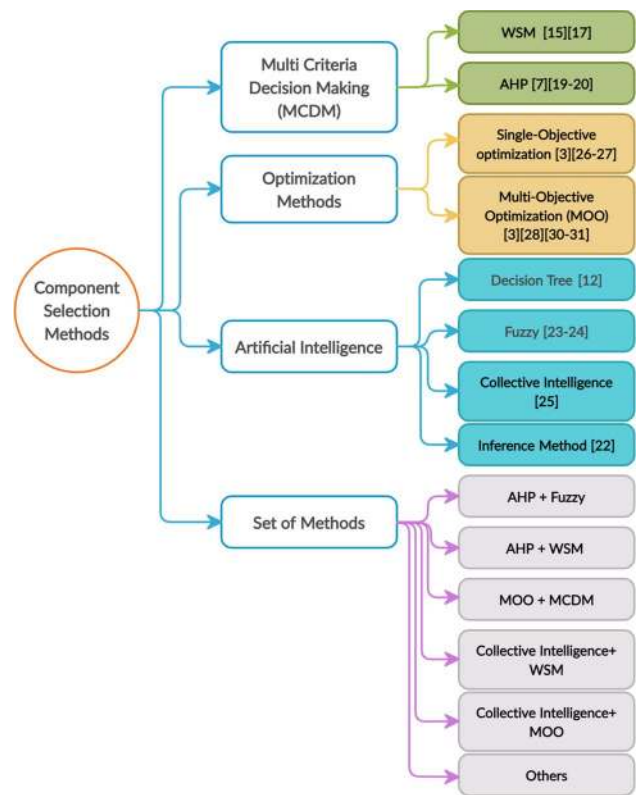 Component
Selection
Methods
Multi Criteria
Decision Making
(MCDM)
WSM [15][17]
AHP [7][19-20]
Optimization
Methods
Single-Objective
optimization [3][26-27]
Multi-Objective
Optimization (MOO)
[3][28][30-31]
Artificial Intelligence
Decision Tree [12]
Fuzzy [23-24]
Collective Intelligence
[25]
Inference Method [22]
Set of Methods
AHP + Fuzzy
AHP + WSM
MOO + MCDM
Collective Intelligence+
WSM
Collective Intelligence+
MOO
Others